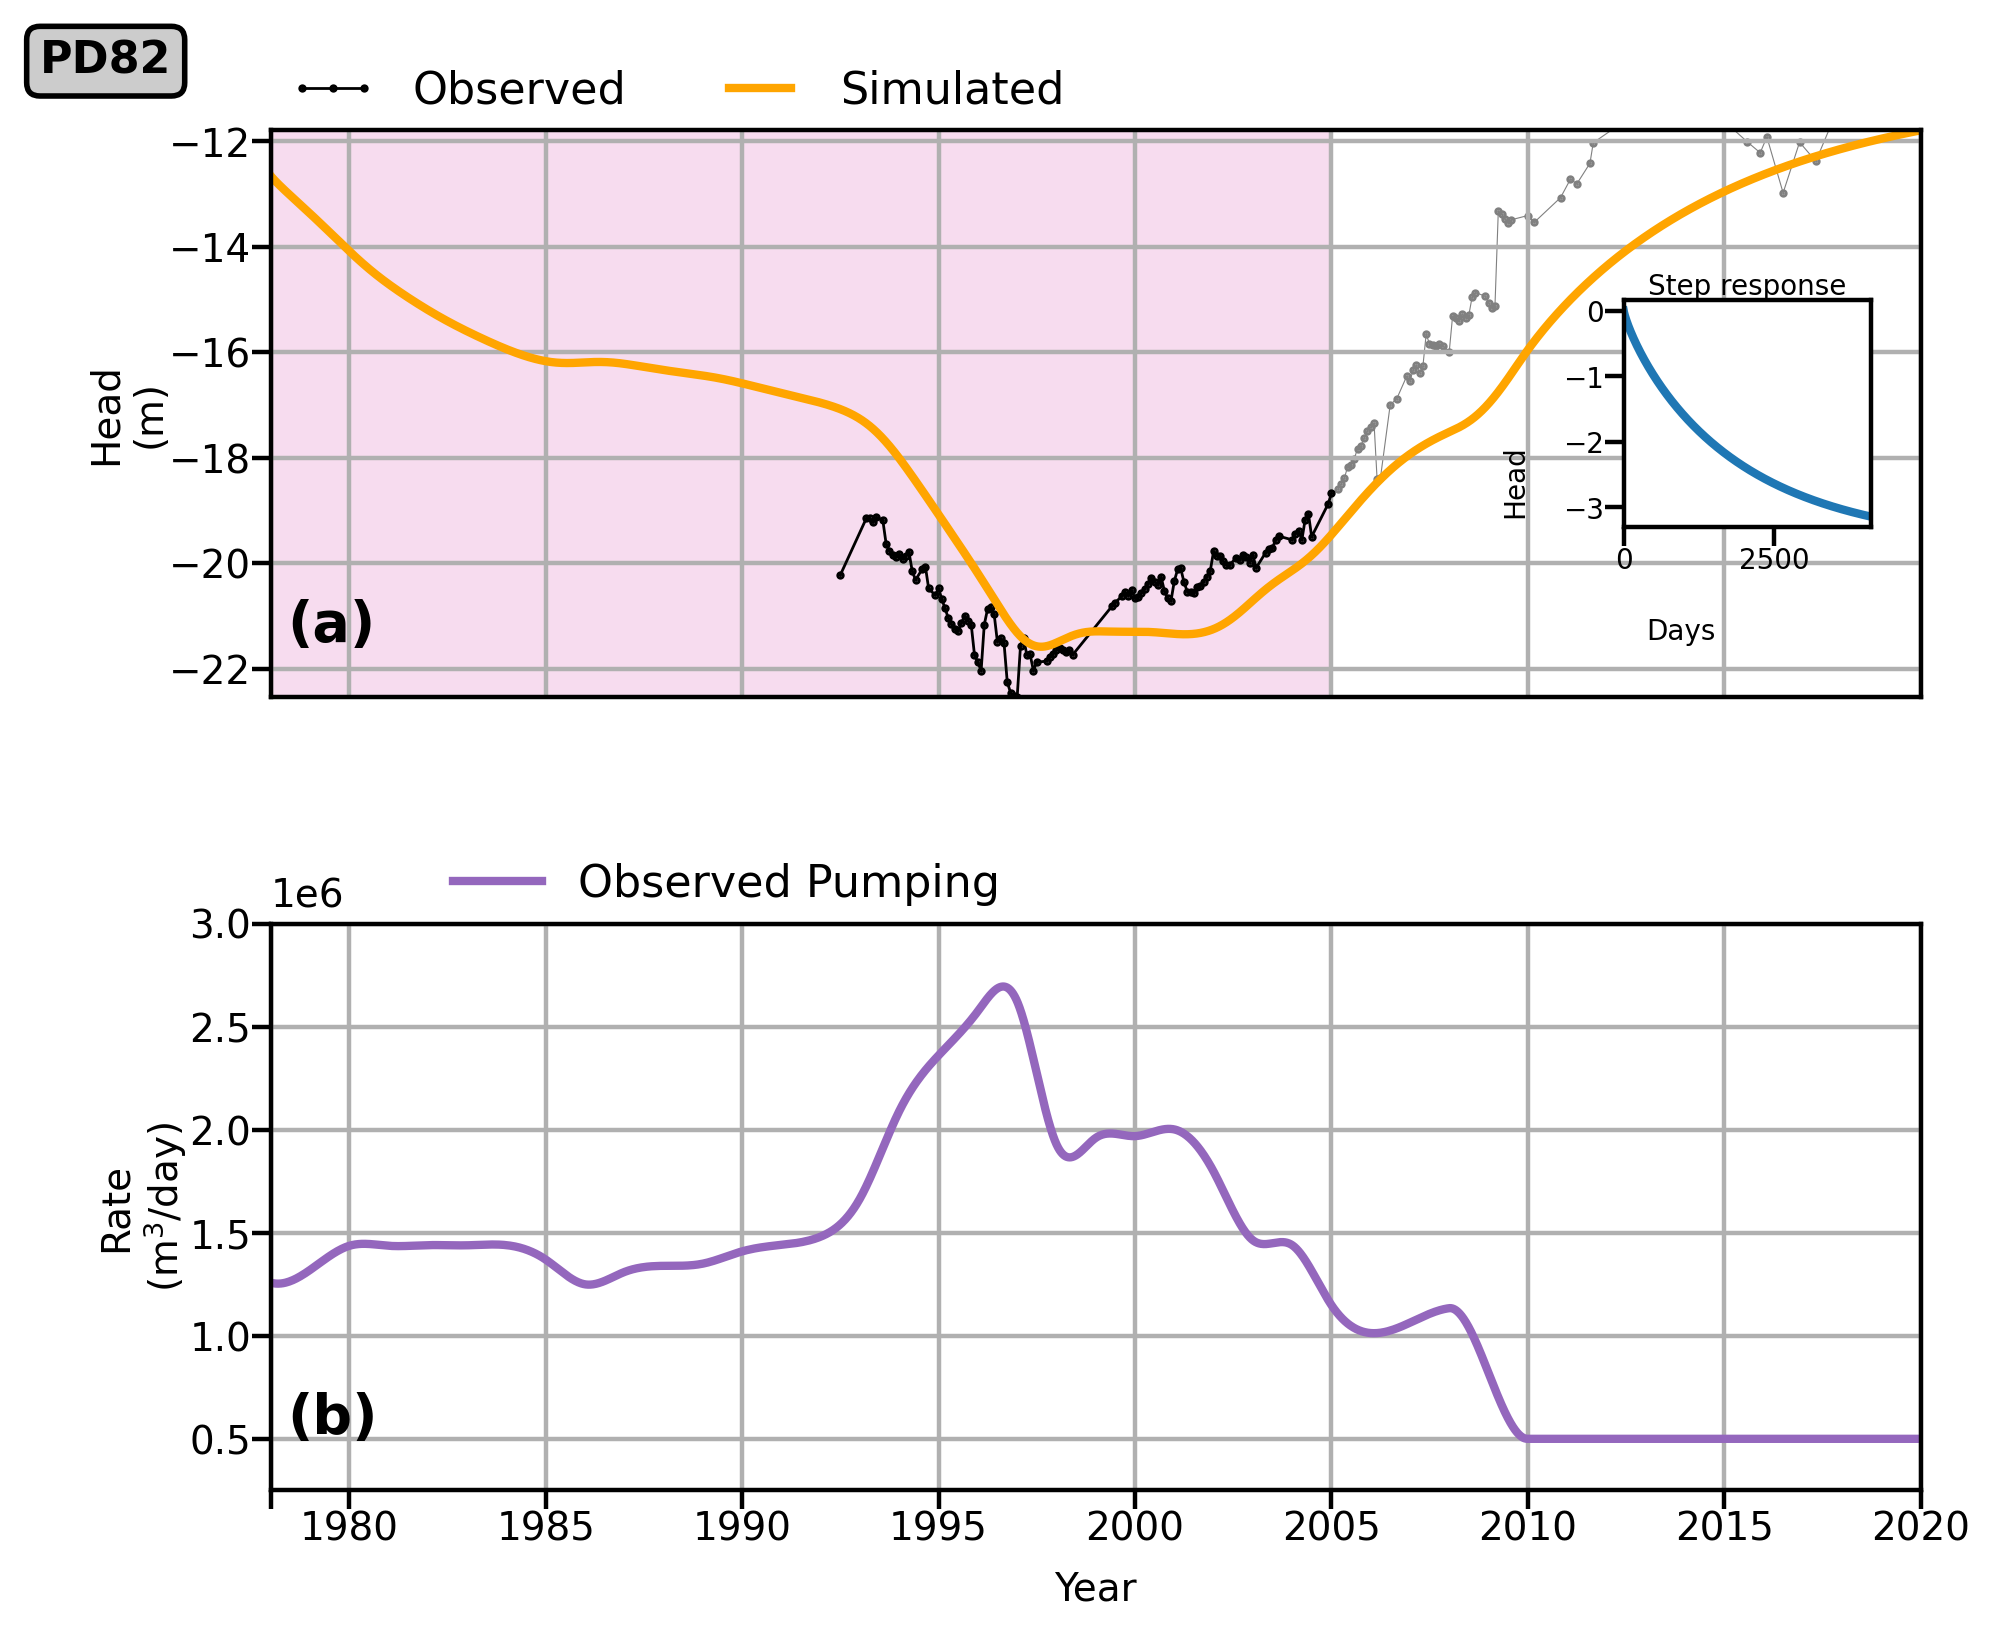 PD82
Observed
Simulated
−12
−14
−16
−18
−20
−22
Head
(m)
(a)
Step response
0
−1
−2
−3
Head
0
2500
Days
1e6
Observed Pumping
3.0
2.5
2.0
1.5
1.0
0.5
Rate
(m³/day)
(b)
1980
1985
1990
1995
2000
2005
2010
2015
2020
Year